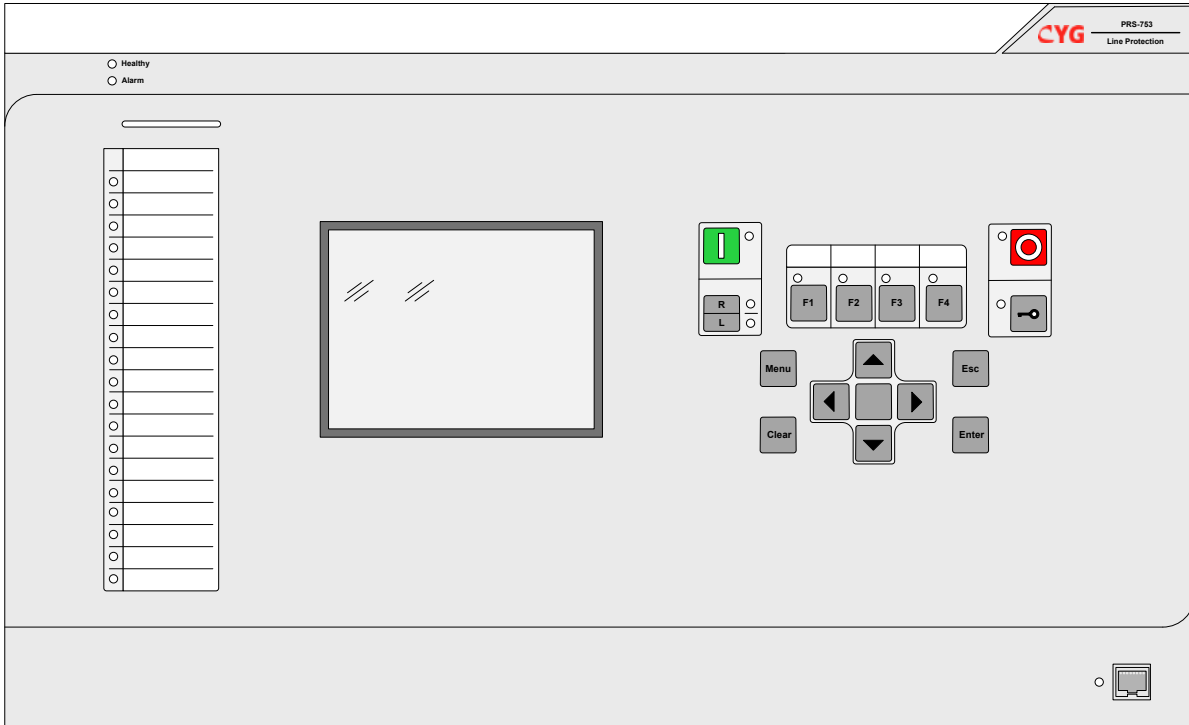 CYG
PRS-753
Line Protection
Healthy
Alarm
R
L
F1
F2
F3
F4
Menu
Esc
Clear
Enter